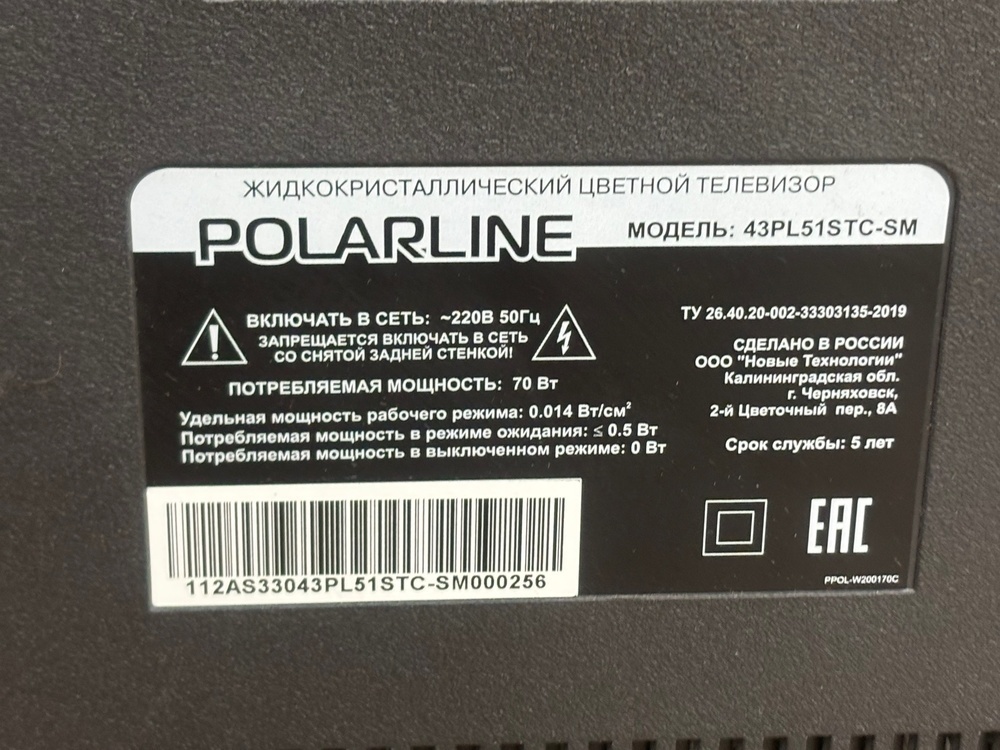 ЖИДКОКРИСТАЛЛИЧЕСКИЙ ЦВЕТНОЙ ТЕЛЕВИЗОР
POLARLINE
МОДЕЛЬ: 43PL51STC-SM
ВКЛЮЧАТЬ В СЕТЬ: ~220В 50Гц
ЗАПРЕЩАЕТСЯ ВКЛЮЧАТЬ В СЕТЬ
СО СНЯТОЙ ЗАДНЕЙ СТЕНКОЙ!
ПОТРЕБЛЯЕМАЯ МОЩНОСТЬ: 70 Вт
Удельная мощность рабочего режима: 0.014 Вт/см²
Потребляемая мощность в режиме ожидания: ≤ 0.5 Вт
Потребляемая мощность в выключенном режиме: 0 Вт
ТУ 26.40.20-002-33303135-2019
СДЕЛАНО В РОССИИ
ООО "Новые Технологии"
Калининградская обл.
г. Черняховск,
2-й Цветочный пер., 8А
Срок службы: 5 лет
112AS33043PL51STC-SM000256
EAC
PPOL-W200170C